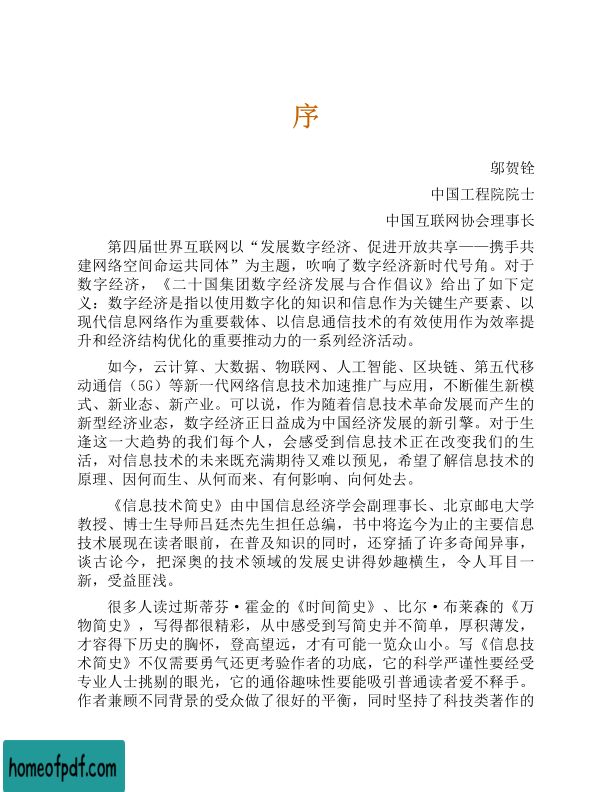 序
邬贺铨
中国工程院院士
中国互联网协会理事长
第四届世界互联网以“发展数字经济、促进开放共享——携手共
建网络空间命运共同体”为主题，吹响了数字经济新时代号角。对于
数字经济，《二十国集团数字经济发展与合作倡议》给出了如下定
义：数字经济是指以使用数字化的知识和信息作为关键生产要素、以
现代信息网络作为重要载体、以信息通信技术的有效使用作为效率提
升和经济结构优化的重要推动力的一系列经济活动。
如今，云计算、大数据、物联网、人工智能、区块链、第五代移
动通信（5G）等新一代网络信息技术加速推广与应用，不断催生新模
式、新业态、新产业。可以说，作为随着信息技术革命发展而产生的
新型经济业态，数字经济正日益成为中国经济发展的新引擎。对于生
逢这一大趋势的我们每个人，会感受到信息技术正在改变我们的生
活，对信息技术的未来既充满期待又难以预见，希望了解信息技术的
原理、因何而生、从何而来、有何影响、向何处去。
《信息技术简史》由中国信息经济学会副理事长、北京邮电大学
教授、博士生导师吕廷杰先生担任总编，书中将迄今为止的主要信息
技术展现在读者眼前，在普及知识的同时，还穿插了许多奇闻异事，
谈古论今，把深奥的技术领域的发展史讲得妙趣横生，令人耳目一
新，受益匪浅。
很多人读过斯蒂芬·霍金的《时间简史》、比尔·布莱森的《万
物简史》，写得都很精彩，从中感受到写简史并不简单，厚积薄发，
才容得下历史的胸怀，登高望远，才有可能一览众山小。写《信息技
术简史》不仅需要勇气还更考验作者的功底，它的科学严谨性要经受
专业人士挑剔的眼光，它的通俗趣味性要能吸引普通读者爱不释手。
作者兼顾不同背景的受众做了很好的平衡，同时坚持了科技类著作的
homeofpdf.com